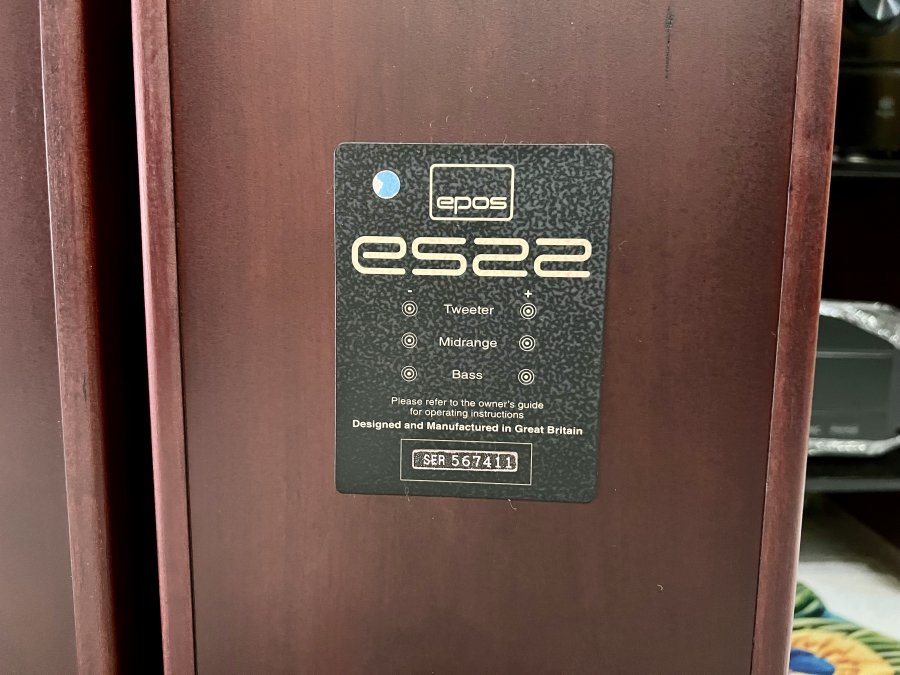 epos
es22
- +
Tweeter
Midrange
Bass
Please refer to the owner's guide
for operating instructions
Designed and Manufactured in Great Britain
SER 567411